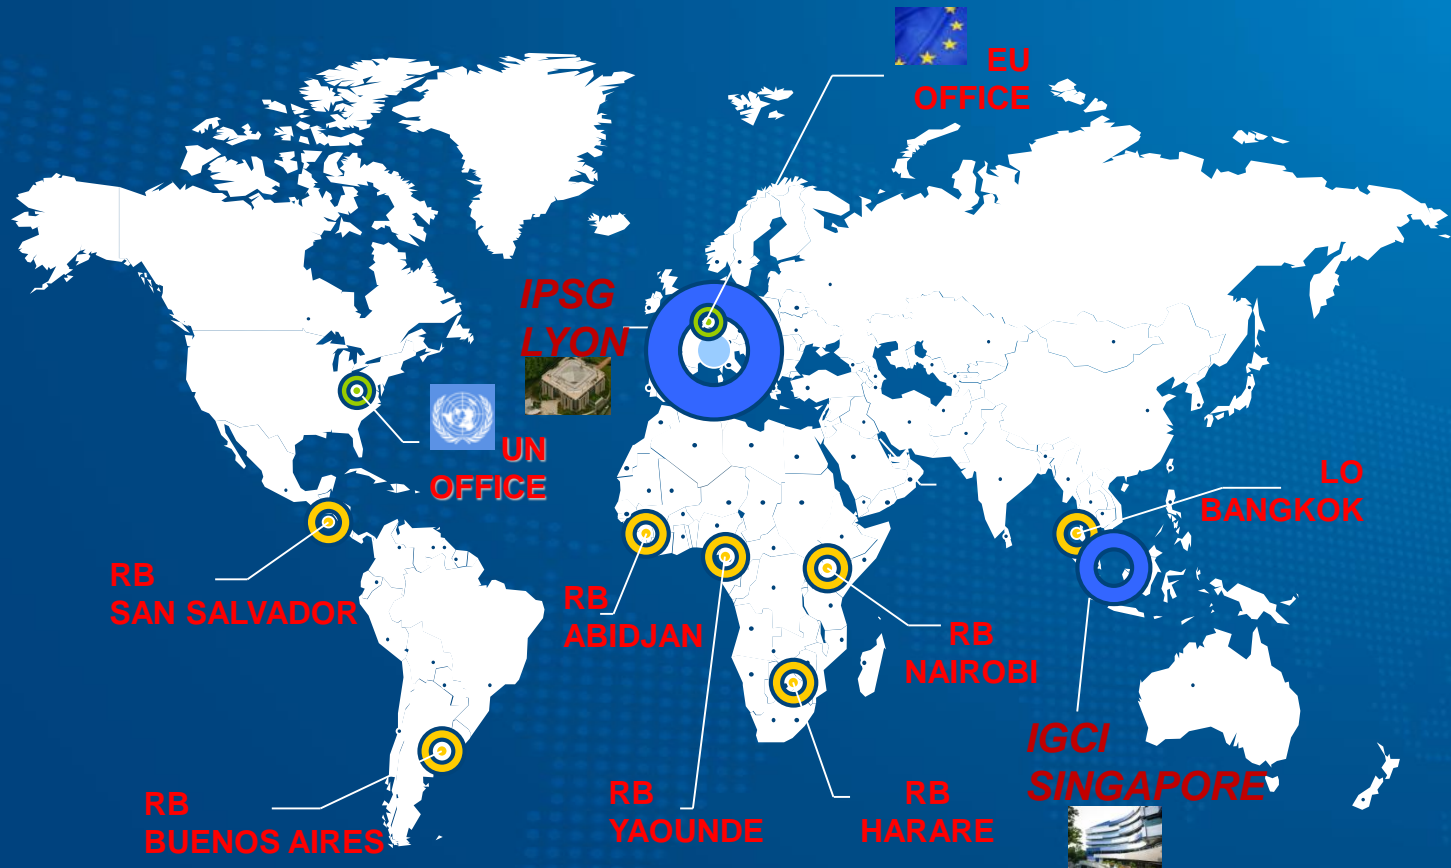 EU
OFFICE
IPSG
LYON
UN
OFFICE
LO
BANGKOK
RB
SAN SALVADOR
RB
ABIDJAN
RB
NAIROBI
IGCI
SINGAPORE
RB
BUENOS AIRES
RB
YAOUNDE
RB
HARARE